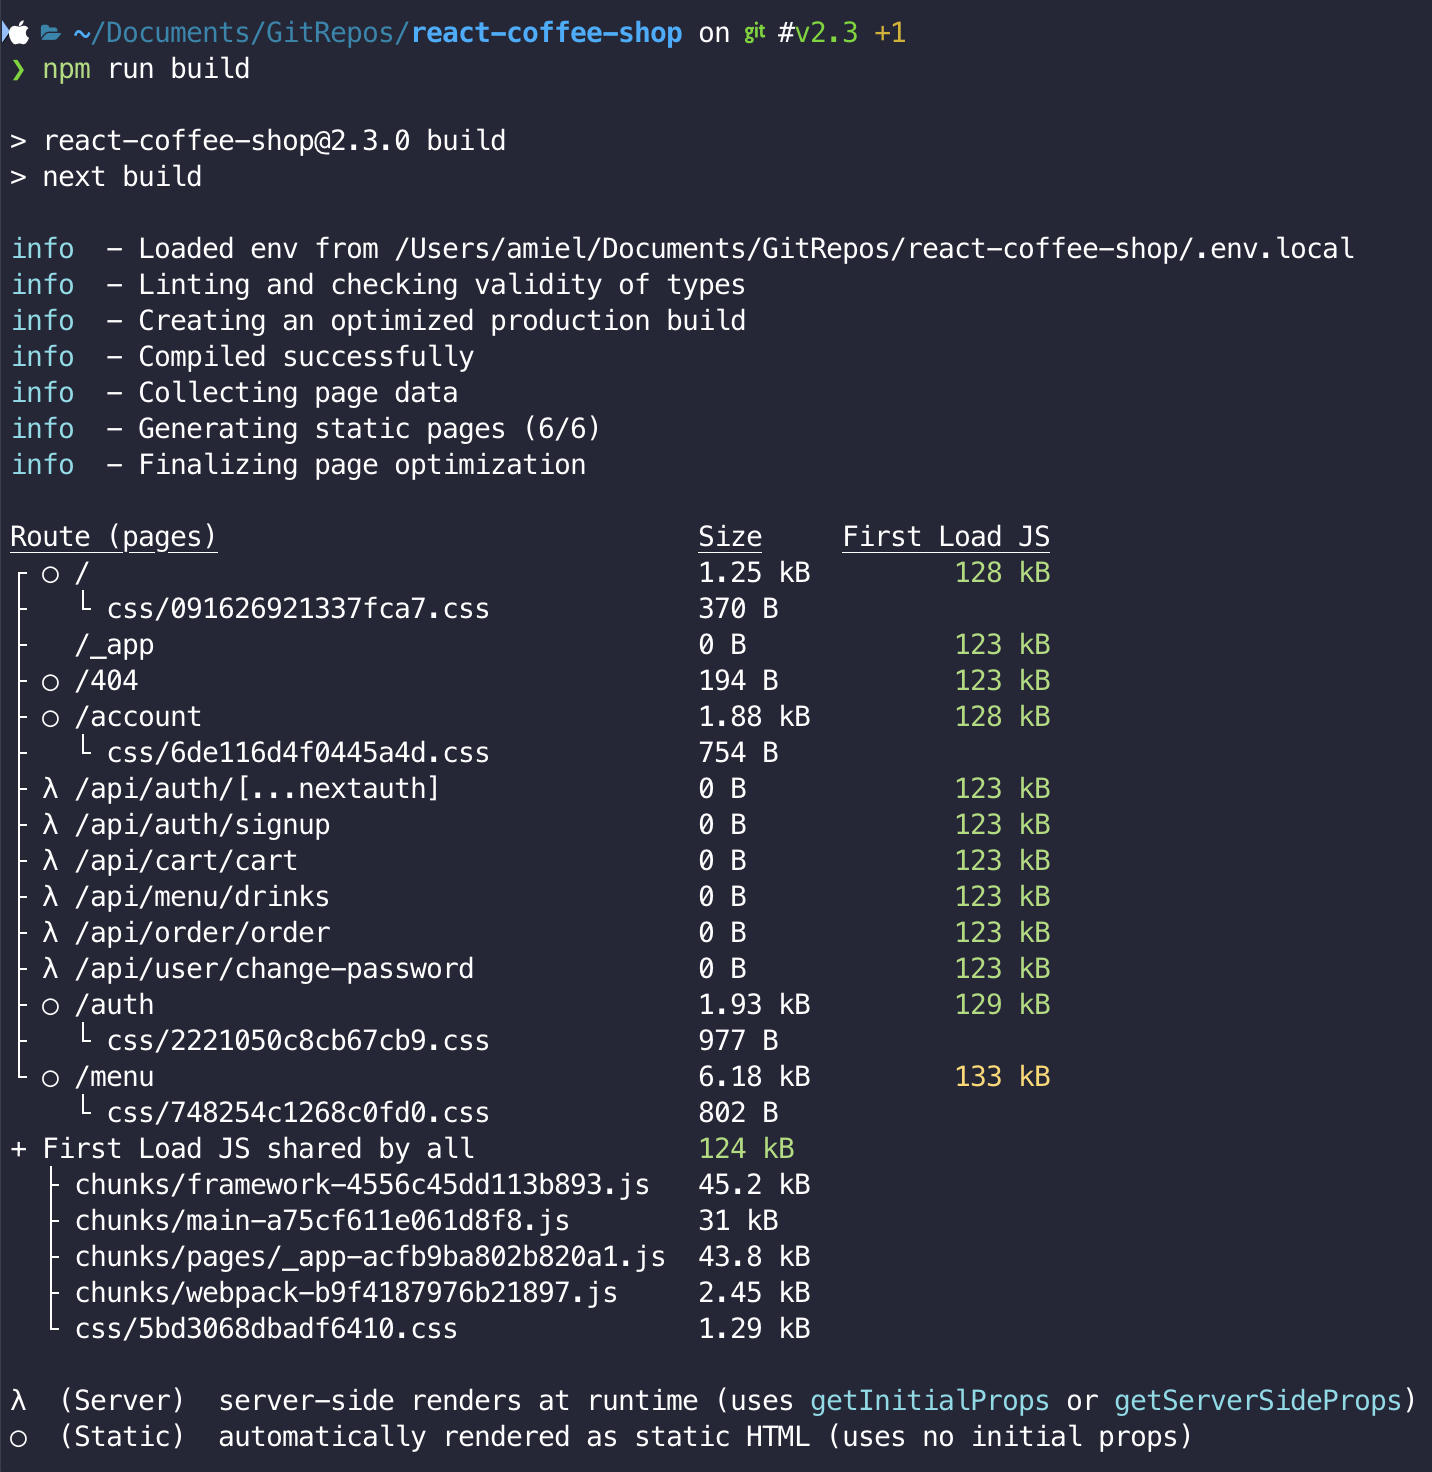 ~/Documents/GitRepos/react-coffee-shop on git #v2.3 +1
❯ npm run build
> react-coffee-shop@2.3.0 build
> next build
info  - Loaded env from /Users/amiel/Documents/GitRepos/react-coffee-shop/.env.local
info  - Linting and checking validity of types
info  - Creating an optimized production build
info  - Compiled successfully
info  - Collecting page data
info  - Generating static pages (6/6)
info  - Finalizing page optimization
Route (pages)                              Size     First Load JS
┌ ○ /                                      1.25 kB         128 kB
├   └ css/091626921337fca7.css             370 B
├   /_app                                  0 B             123 kB
├ ○ /404                                   194 B           123 kB
├ ○ /account                               1.88 kB         128 kB
├   └ css/6de116d4f0445a4d.css             754 B
├ λ /api/auth/[...nextauth]                0 B             123 kB
├ λ /api/auth/signup                       0 B             123 kB
├ λ /api/cart/cart                         0 B             123 kB
├ λ /api/menu/drinks                       0 B             123 kB
├ λ /api/order/order                       0 B             123 kB
├ λ /api/user/change-password              0 B             123 kB
├ ○ /auth                                  1.93 kB         129 kB
├   └ css/2221050c8cb67cb9.css             977 B
└ ○ /menu                                  6.18 kB         133 kB
    └ css/748254c1268c0fd0.css             802 B
+ First Load JS shared by all              124 kB
  ├ chunks/framework-4556c45dd113b893.js   45.2 kB
  ├ chunks/main-a75cf611e061d8f8.js        31 kB
  ├ chunks/pages/_app-acfb9ba802b820a1.js  43.8 kB
  ├ chunks/webpack-b9f4187976b21897.js     2.45 kB
  └ css/5bd3068dbadf6410.css               1.29 kB
λ  (Server)  server-side renders at runtime (uses getInitialProps or getServerSideProps)
○  (Static)  automatically rendered as static HTML (uses no initial props)